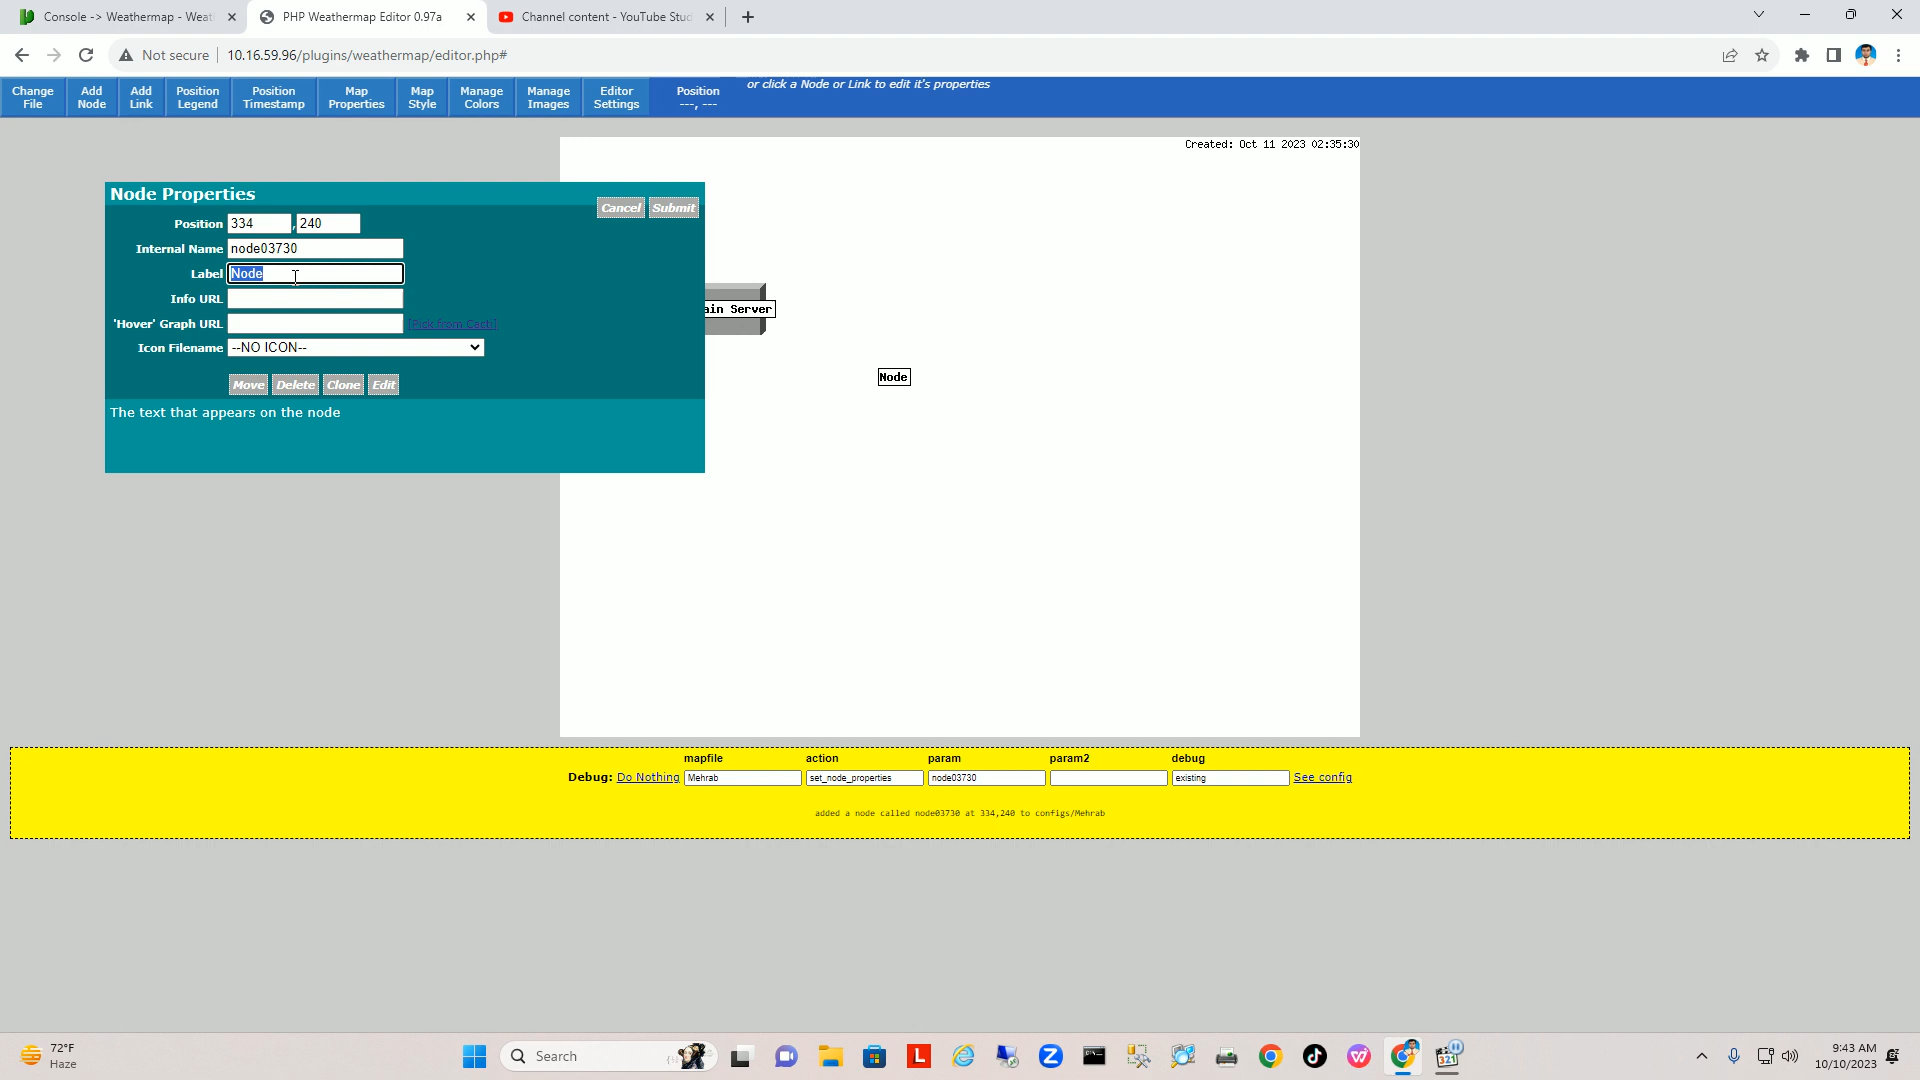 Console -> Weathermap - Weat
PHP Weathermap Editor 0.97a
Channel content - YouTube Stu
Not secure
10.16.59.96/plugins/weathermap/editor.php#
Change File
Add Node
Add Link
Position Legend
Position Timestamp
Map Properties
Map Style
Manage Colors
Manage Images
Editor Settings
Position ---, ---
or click a Node or Link to edit it's properties
Created: Oct 11 2023 02:35:30
Node Properties
Cancel Submit
Position 334 , 240
Internal Name node03730
Label Node
Info URL
'Hover' Graph URL [Pick from Cacti]
Icon Filename --NO ICON--
Move Delete Clone Edit
The text that appears on the node
ain Server
Node
mapfile action param param2 debug
Debug: Do Nothing Mehrab set_node_properties node03730 existing See config
added a node called node03730 at 334,240 to configs/Mehrab
72°F
Haze
Search
9:43 AM
10/10/2023